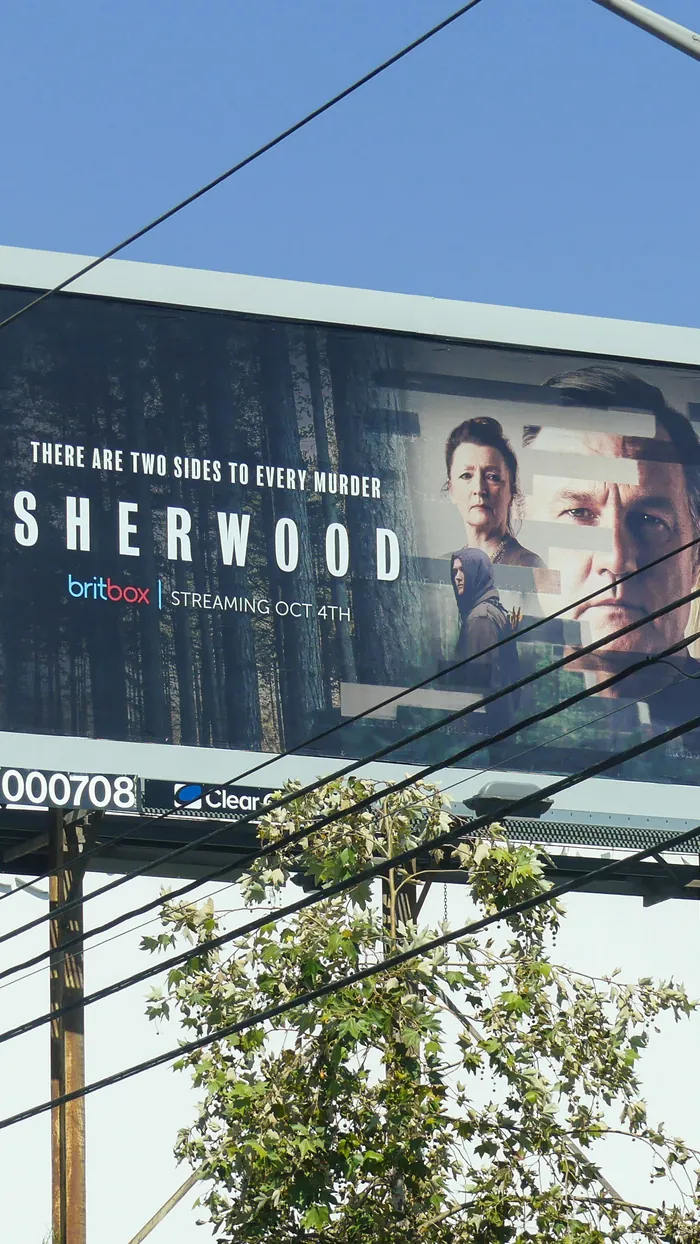 THERE ARE TWO SIDES TO EVERY MURDER
SHERWOOD
britbox | STREAMING OCT 4TH
000708
Clear